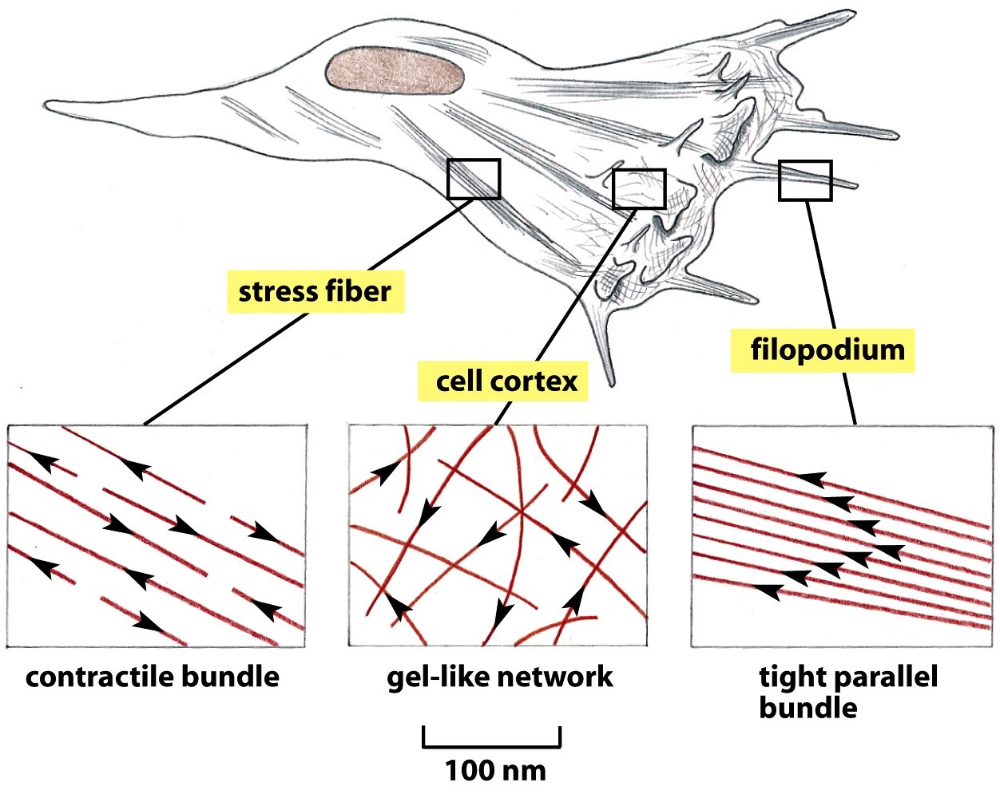 stress fiber
cell cortex
filopodium
contractile bundle
gel-like network
tight parallel
bundle
100 nm